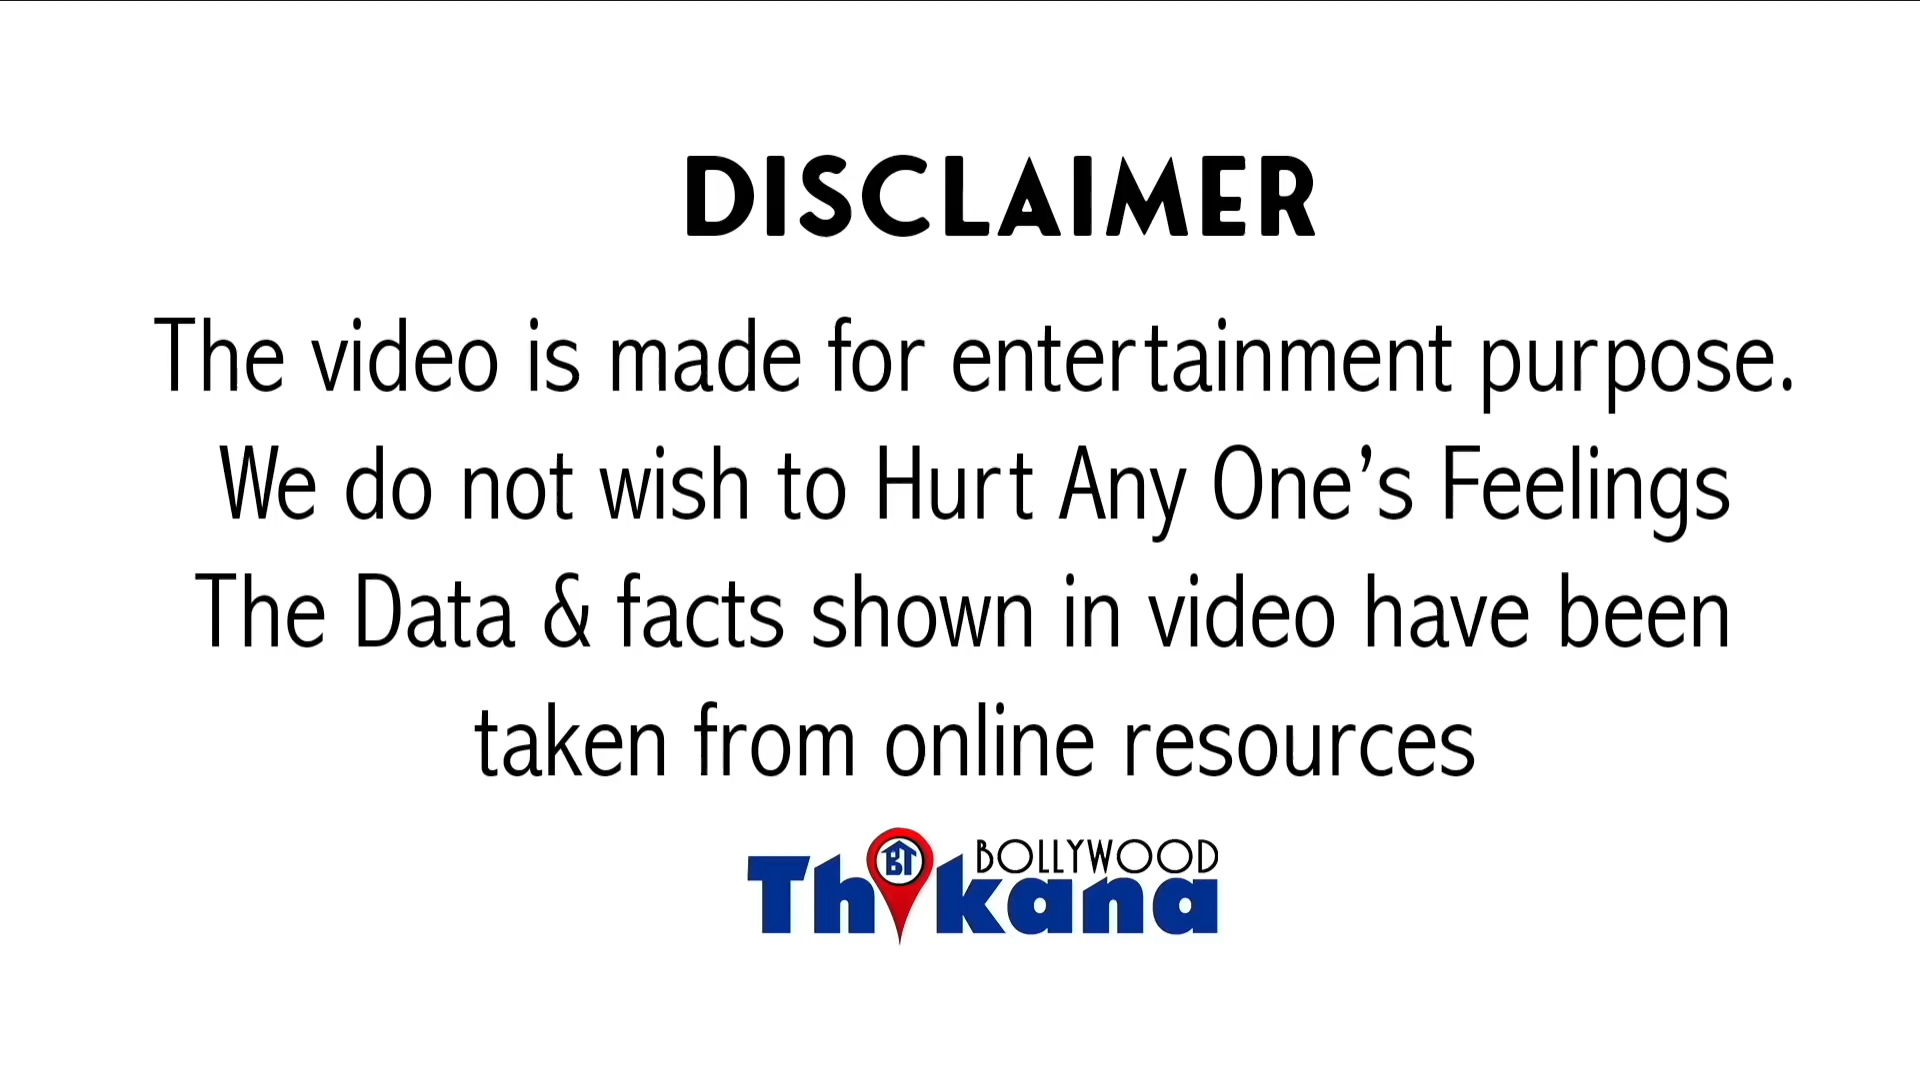 DISCLAIMER
The video is made for entertainment purpose.
We do not wish to Hurt Any One’s Feelings
The Data & facts shown in video have been
taken from online resources
BT
BOLLYWOOD
Thikana